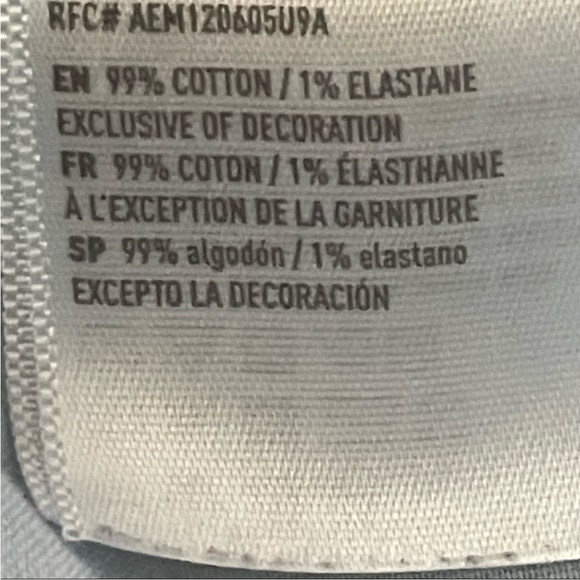 RFC# AEM120605U9A
EN 99% COTTON / 1% ELASTANE
EXCLUSIVE OF DECORATION
FR 99% COTON / 1% ÉLASTHANNE
À L'EXCEPTION DE LA GARNITURE
SP 99% algodón / 1% elastano
EXCEPTO LA DECORACIÓN